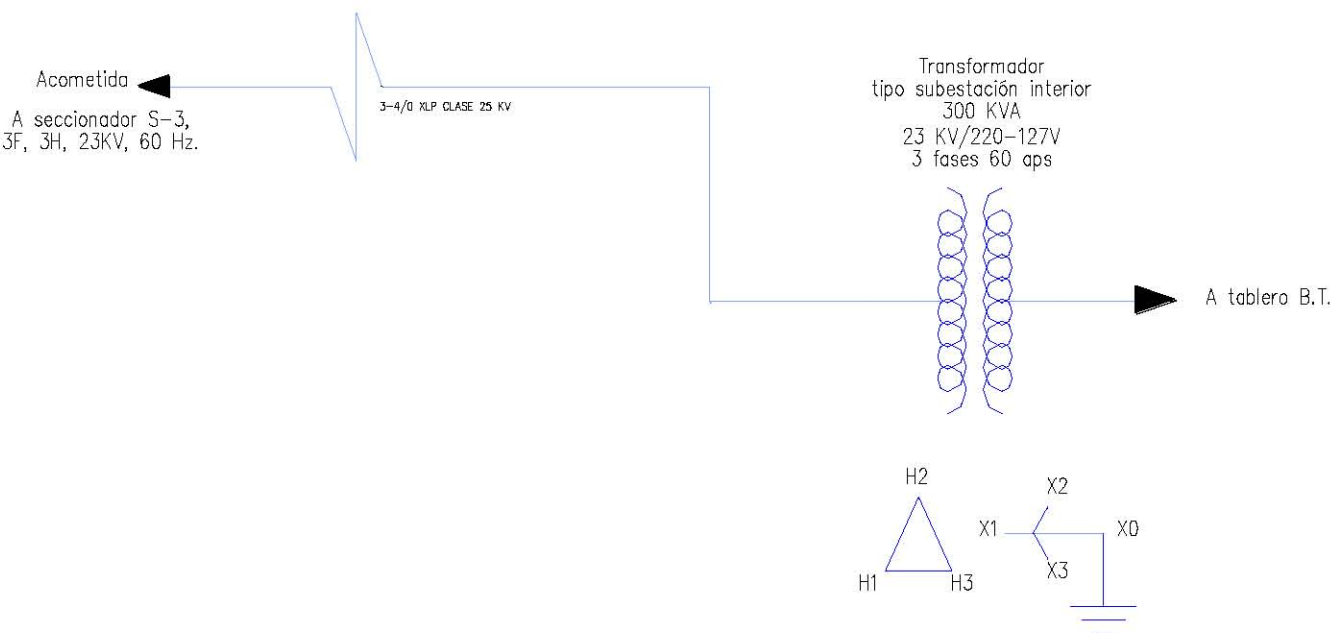 Acometida
A seccionador S-3,
3F, 3H, 23KV, 60 Hz.
3-4/0 XLP CLASE 25 KV
Transformador
tipo subestación interior
300 KVA
23 KV/220-127V
3 fases 60 aps
A tablero B.T.
H2
H1
H3
X2
X1
X0
X3